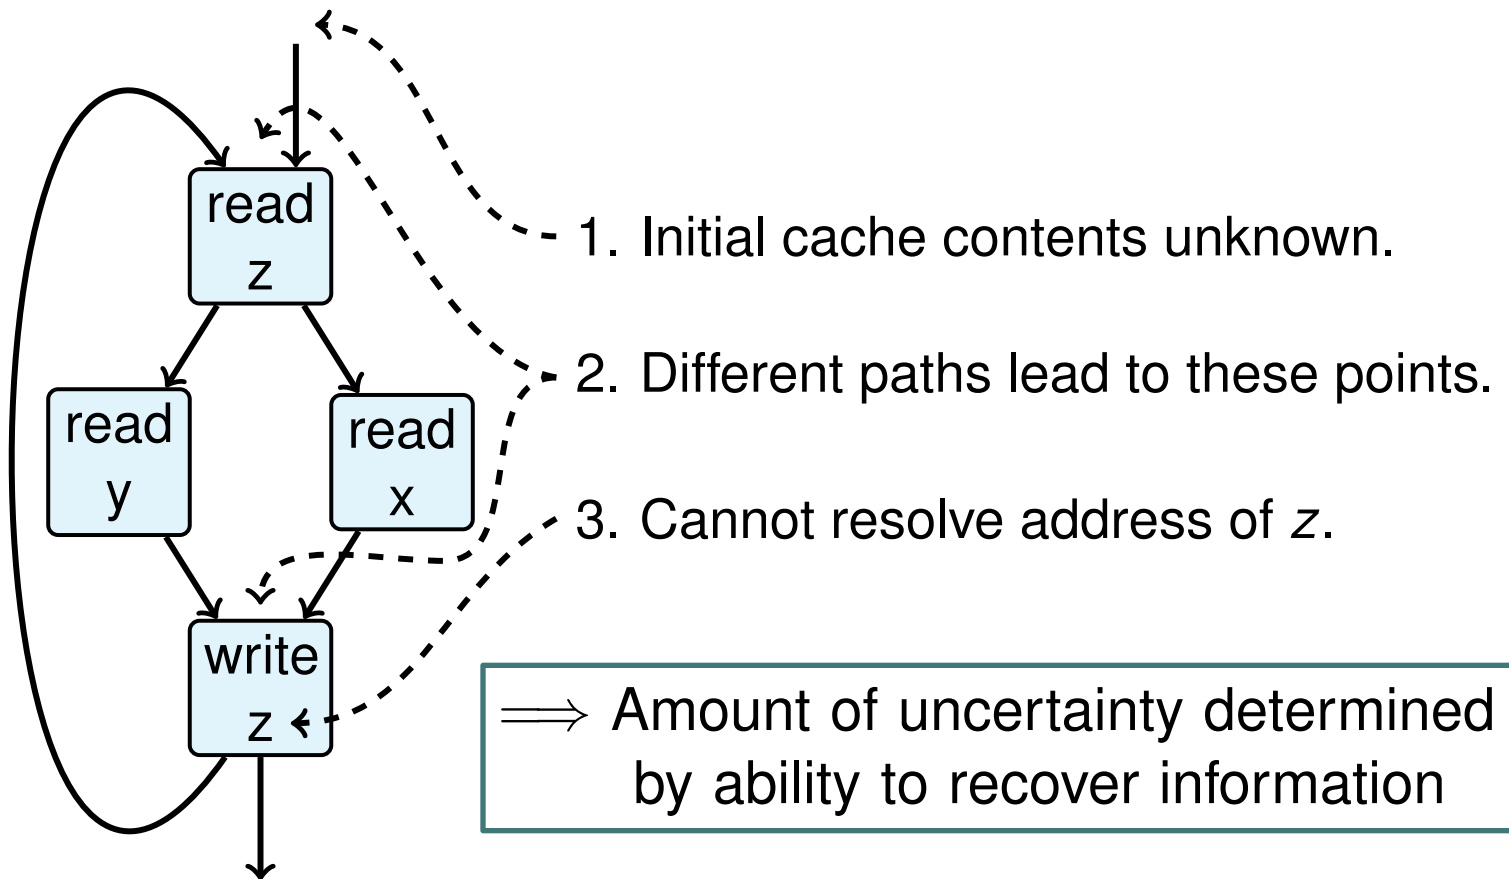 read
z
1. Initial cache contents unknown.
2. Different paths lead to these points.
read
y
read
x
3. Cannot resolve address of z.
write
z
⟹ Amount of uncertainty determined
by ability to recover information